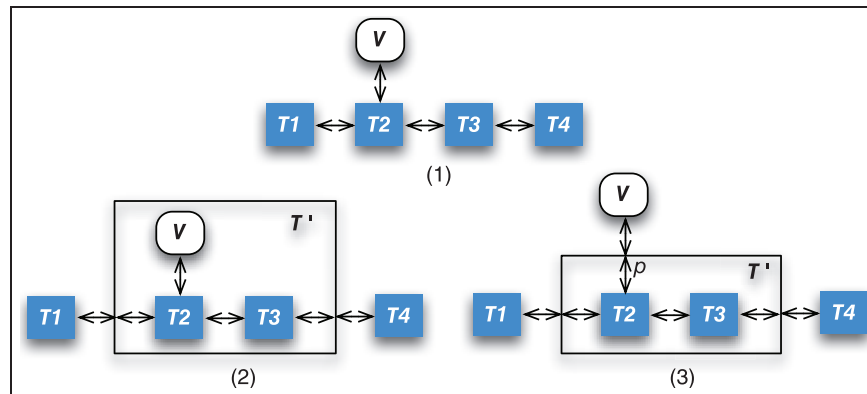 V
T1 T2 T3 T4
(1)
V T'
T1 T2 T3 T4
(2)
V
p T'
T1 T2 T3 T4
(3)